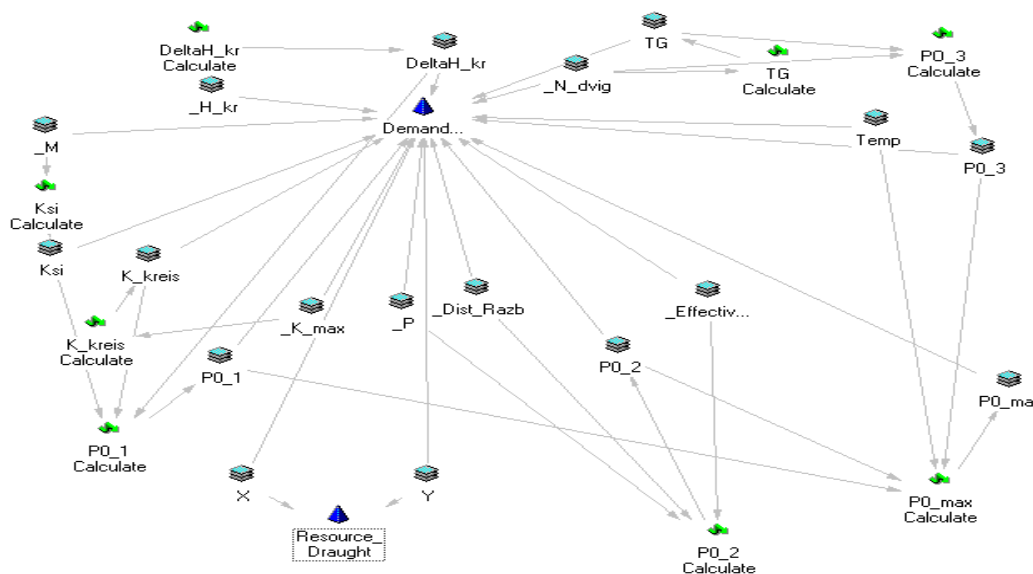 TG
DeltaH_kr
Calculate
DeltaH_kr
P0_3
Calculate
_N_dvig
TG
Calculate
_H_kr
Demand...
Temp
_M
P0_3
Ksi
Calculate
Ksi
K_kreis
_K_max
_P
_Dist_Razb
_Effectiv...
K_kreis
Calculate
P0_1
P0_2
P0_ma
P0_1
Calculate
X
Y
P0_max
Calculate
Resource_
Draught
P0_2
Calculate